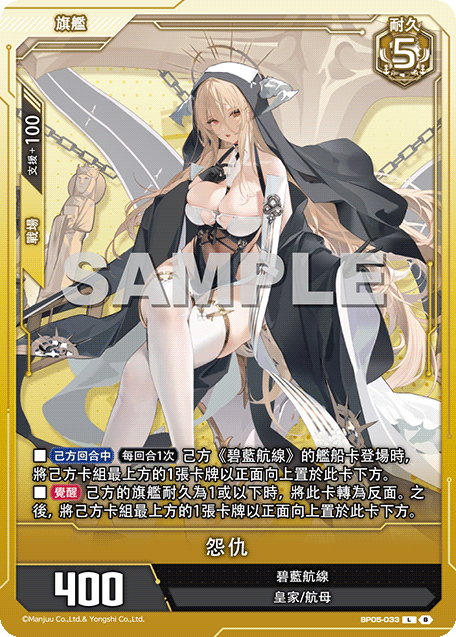 旗艦
耐久
5
支援+100
戰場
SAMPLE
■ 己方回合中 每回合1次 己方《碧藍航線》的艦船卡登場時,
將己方卡組最上方的1張卡牌以正面向上置於此卡下方。
■ 覺醒 己方的旗艦耐久為1或以下時, 將此卡轉為反面。之
後, 將己方卡組最上方的1張卡牌以正面向上置於此卡下方。
怨仇
400
碧藍航線
皇家/航母
©Manjuu Co.,Ltd.& Yongshi Co.,Ltd.
BP05-033 L B